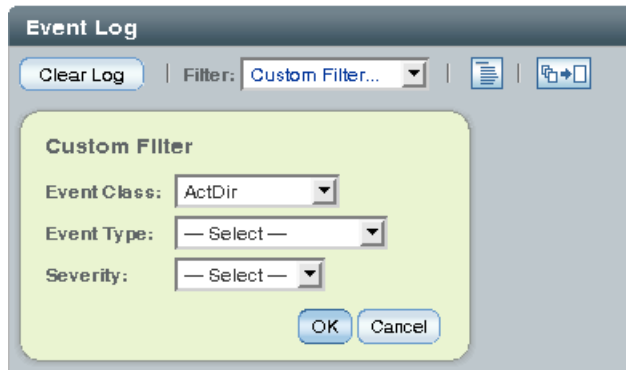 Event Log
Clear Log | Filter: Custom Filter... | |
Custom Filter
Event Class: ActDir
Event Type: — Select —
Severity: — Select —
OK Cancel